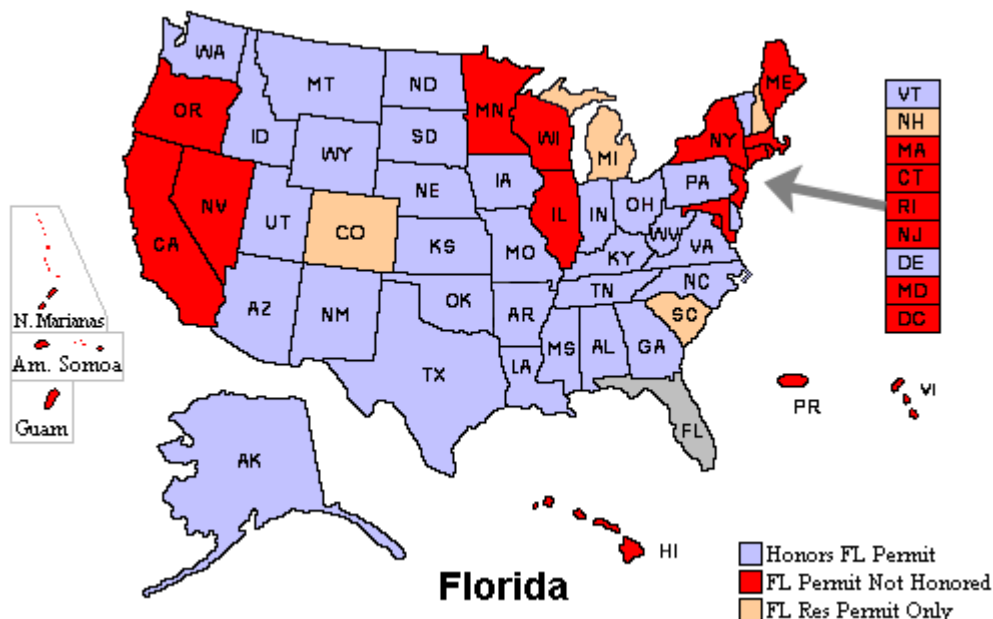 WA
MT
ND
MN
ME
OR
ID
SD
WI
NY
WY
MI
IA
NE
PA
NV
UT
CO
IL
IN
OH
CA
KS
MO
WV
VA
KY
NC
AZ
NM
OK
AR
TN
SC
MS
AL
GA
TX
LA
FL
AK
HI
PR
VI
VT
NH
MA
CT
RI
NJ
DE
MD
DC
N. Marianas
Am. Somoa
Guam
Florida
Honors FL Permit
FL Permit Not Honored
FL Res Permit Only